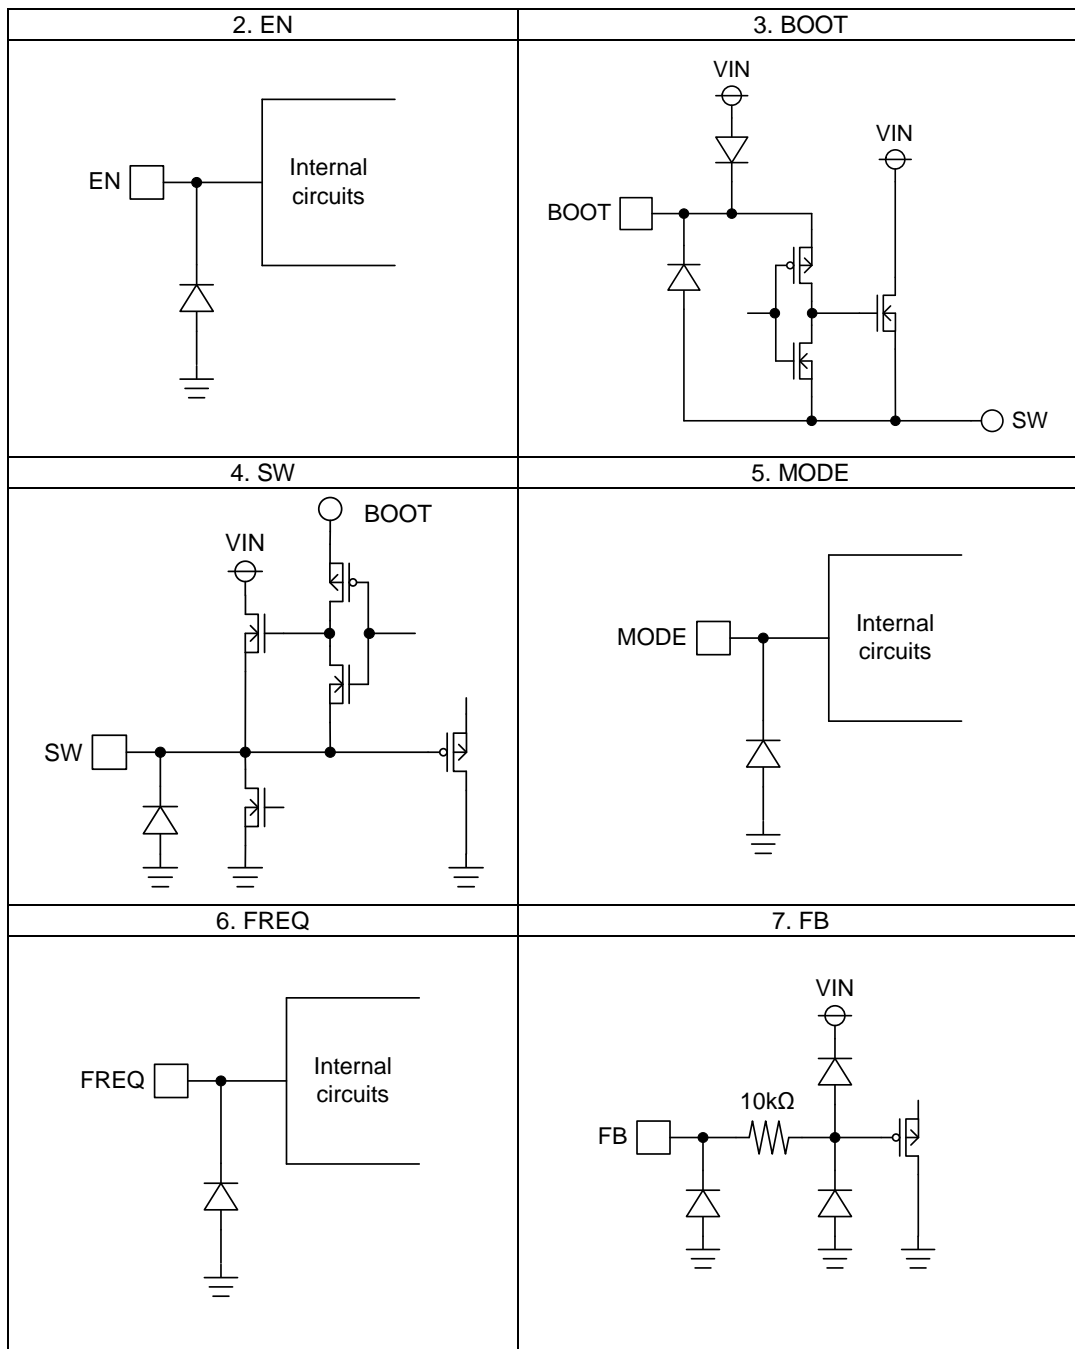 2. EN
3. BOOT
EN
Internal
circuits
VIN
VIN
BOOT
SW
4. SW
5. MODE
BOOT
VIN
SW
MODE
Internal
circuits
6. FREQ
7. FB
FREQ
Internal
circuits
VIN
10kΩ
FB